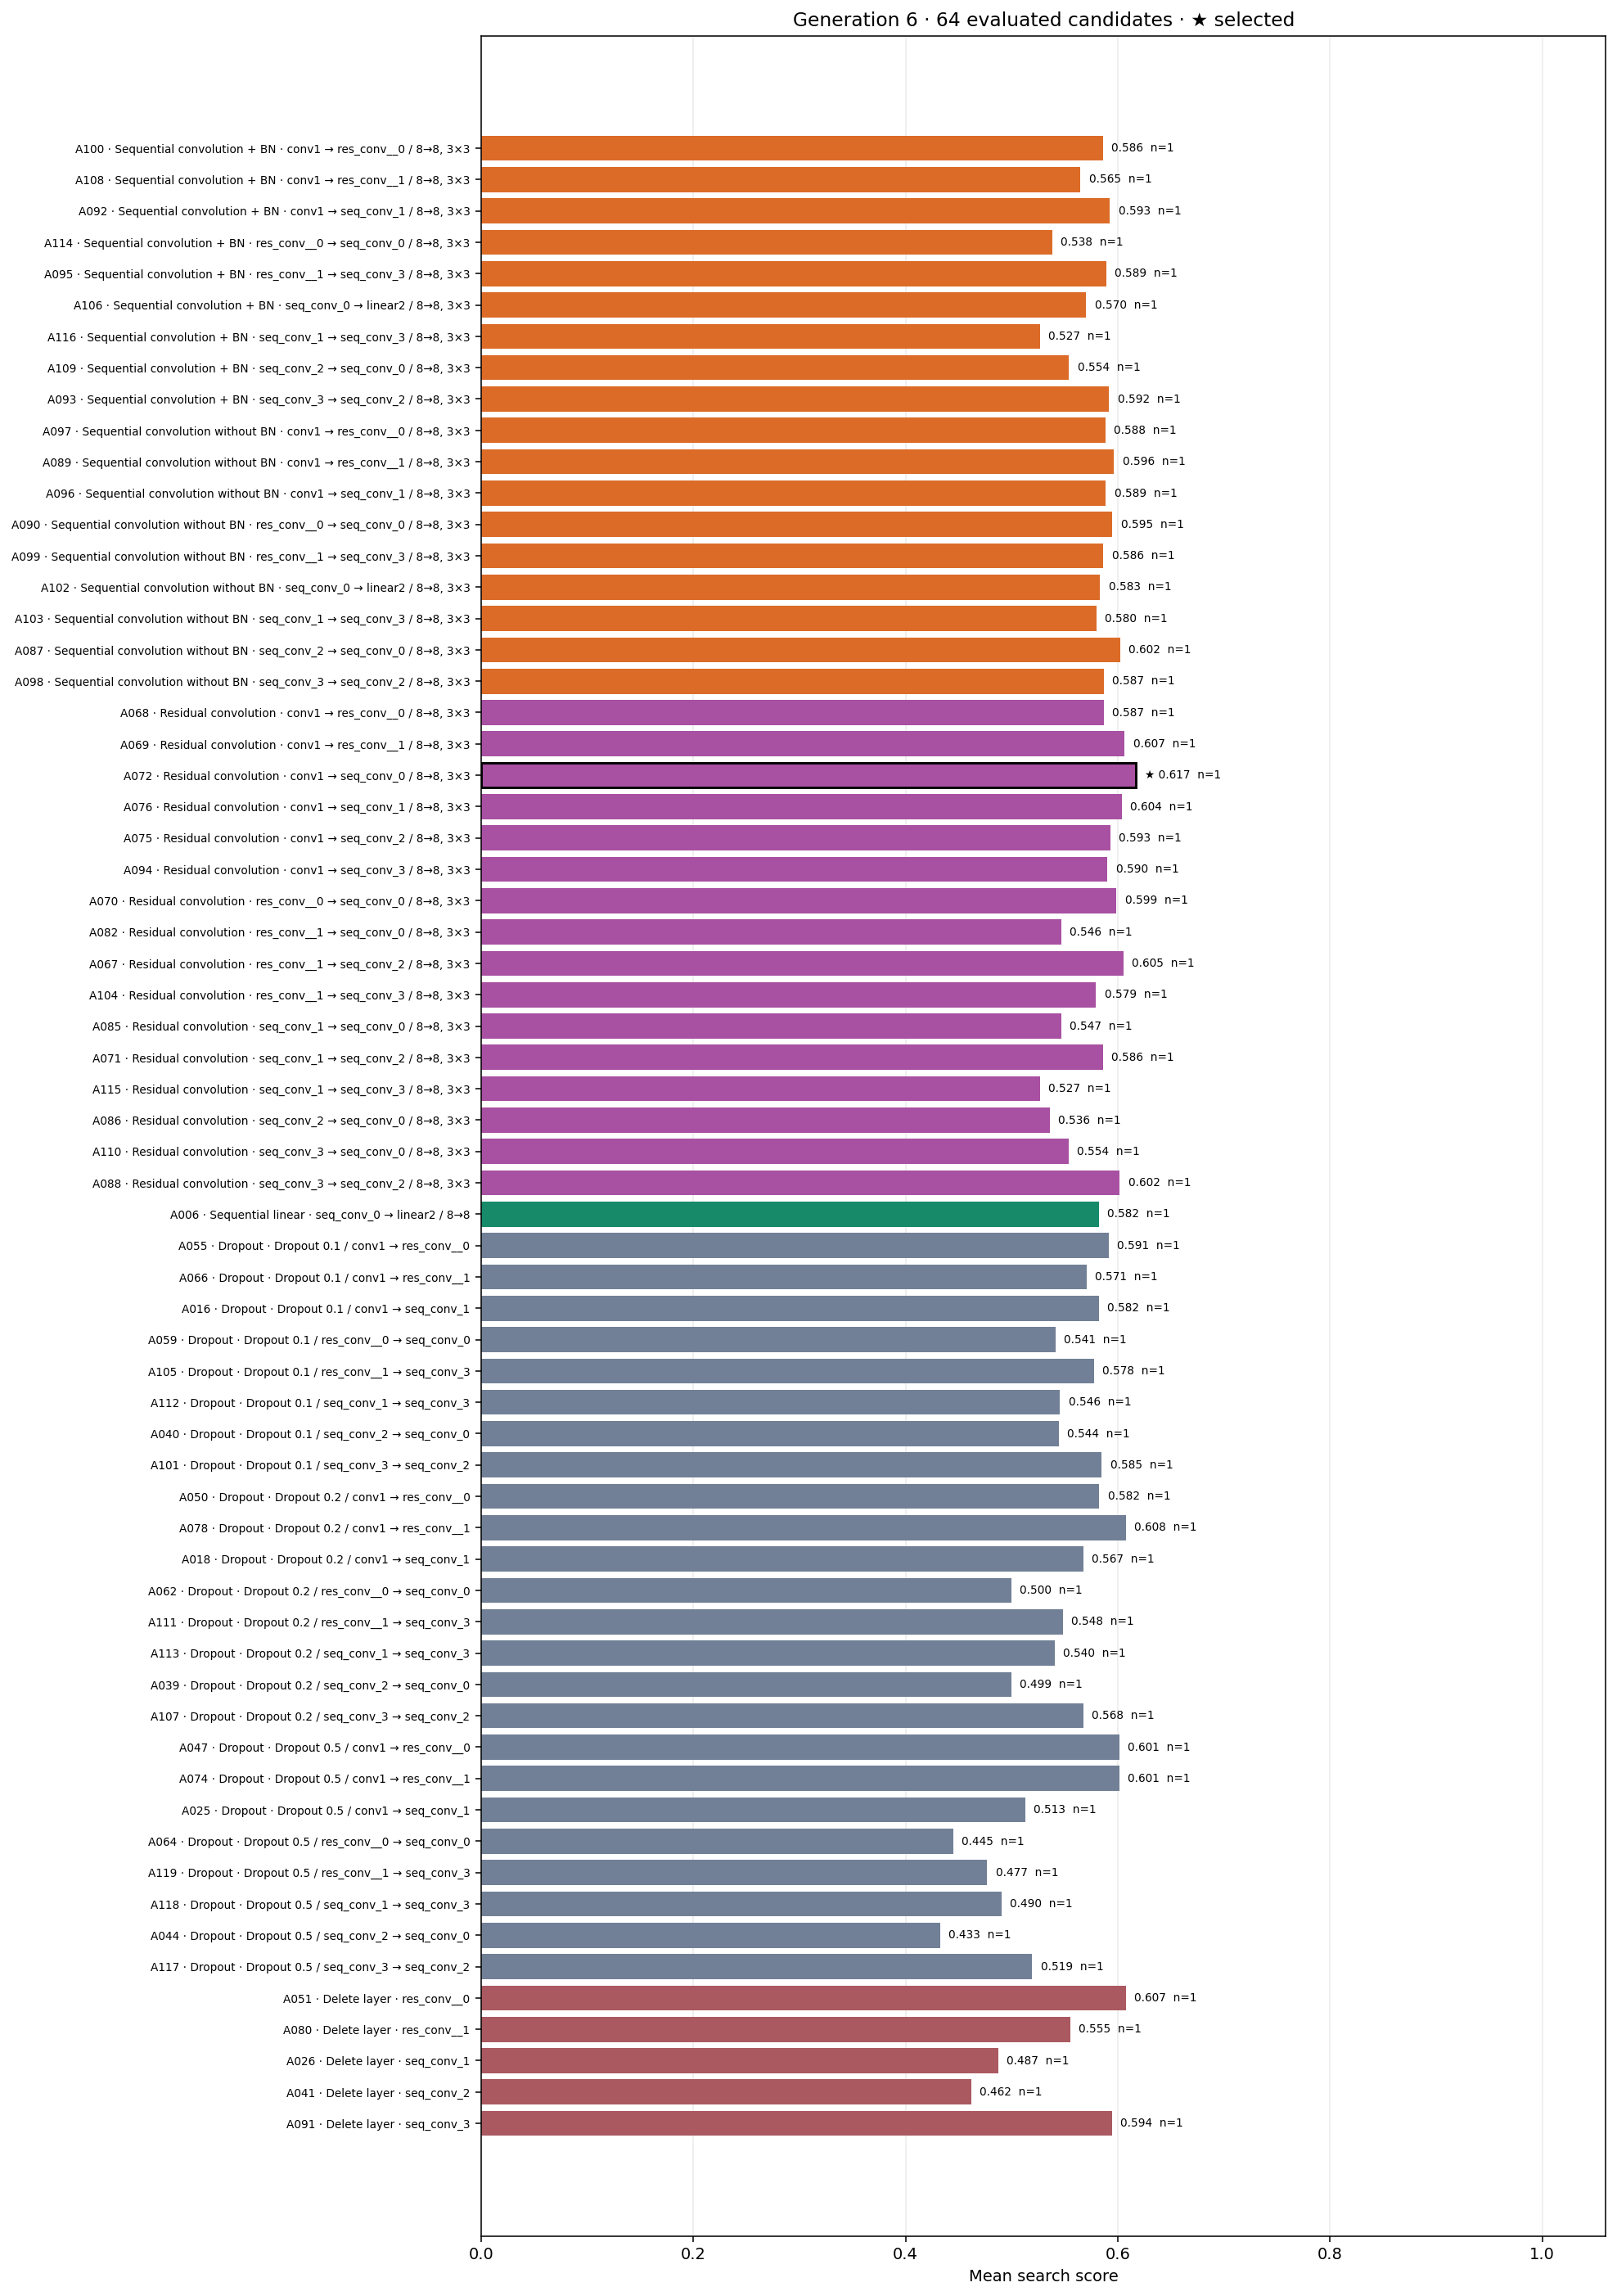 Generation 6 · 64 evaluated candidates · ★ selected
A100 · Sequential convolution + BN · conv1 → res_conv__0 / 8→8, 3×3 0.586 n=1
A108 · Sequential convolution + BN · conv1 → res_conv__1 / 8→8, 3×3 0.565 n=1
A092 · Sequential convolution + BN · conv1 → seq_conv_1 / 8→8, 3×3 0.593 n=1
A114 · Sequential convolution + BN · res_conv__0 → seq_conv_0 / 8→8, 3×3 0.538 n=1
A095 · Sequential convolution + BN · res_conv__1 → seq_conv_3 / 8→8, 3×3 0.589 n=1
A106 · Sequential convolution + BN · seq_conv_0 → linear2 / 8→8, 3×3 0.570 n=1
A116 · Sequential convolution + BN · seq_conv_1 → seq_conv_3 / 8→8, 3×3 0.527 n=1
A109 · Sequential convolution + BN · seq_conv_2 → seq_conv_0 / 8→8, 3×3 0.554 n=1
A093 · Sequential convolution + BN · seq_conv_3 → seq_conv_2 / 8→8, 3×3 0.592 n=1
A097 · Sequential convolution without BN · conv1 → res_conv__0 / 8→8, 3×3 0.588 n=1
A089 · Sequential convolution without BN · conv1 → res_conv__1 / 8→8, 3×3 0.596 n=1
A096 · Sequential convolution without BN · conv1 → seq_conv_1 / 8→8, 3×3 0.589 n=1
A090 · Sequential convolution without BN · res_conv__0 → seq_conv_0 / 8→8, 3×3 0.595 n=1
A099 · Sequential convolution without BN · res_conv__1 → seq_conv_3 / 8→8, 3×3 0.586 n=1
A102 · Sequential convolution without BN · seq_conv_0 → linear2 / 8→8, 3×3 0.583 n=1
A103 · Sequential convolution without BN · seq_conv_1 → seq_conv_3 / 8→8, 3×3 0.580 n=1
A087 · Sequential convolution without BN · seq_conv_2 → seq_conv_0 / 8→8, 3×3 0.602 n=1
A098 · Sequential convolution without BN · seq_conv_3 → seq_conv_2 / 8→8, 3×3 0.587 n=1
A068 · Residual convolution · conv1 → res_conv__0 / 8→8, 3×3 0.587 n=1
A069 · Residual convolution · conv1 → res_conv__1 / 8→8, 3×3 0.607 n=1
A072 · Residual convolution · conv1 → seq_conv_0 / 8→8, 3×3 ★ 0.617 n=1
A076 · Residual convolution · conv1 → seq_conv_1 / 8→8, 3×3 0.604 n=1
A075 · Residual convolution · conv1 → seq_conv_2 / 8→8, 3×3 0.593 n=1
A094 · Residual convolution · conv1 → seq_conv_3 / 8→8, 3×3 0.590 n=1
A070 · Residual convolution · res_conv__0 → seq_conv_0 / 8→8, 3×3 0.599 n=1
A082 · Residual convolution · res_conv__1 → seq_conv_0 / 8→8, 3×3 0.546 n=1
A067 · Residual convolution · res_conv__1 → seq_conv_2 / 8→8, 3×3 0.605 n=1
A104 · Residual convolution · res_conv__1 → seq_conv_3 / 8→8, 3×3 0.579 n=1
A085 · Residual convolution · seq_conv_1 → seq_conv_0 / 8→8, 3×3 0.547 n=1
A071 · Residual convolution · seq_conv_1 → seq_conv_2 / 8→8, 3×3 0.586 n=1
A115 · Residual convolution · seq_conv_1 → seq_conv_3 / 8→8, 3×3 0.527 n=1
A086 · Residual convolution · seq_conv_2 → seq_conv_0 / 8→8, 3×3 0.536 n=1
A110 · Residual convolution · seq_conv_3 → seq_conv_0 / 8→8, 3×3 0.554 n=1
A088 · Residual convolution · seq_conv_3 → seq_conv_2 / 8→8, 3×3 0.602 n=1
A006 · Sequential linear · seq_conv_0 → linear2 / 8→8 0.582 n=1
A055 · Dropout · Dropout 0.1 / conv1 → res_conv__0 0.591 n=1
A066 · Dropout · Dropout 0.1 / conv1 → res_conv__1 0.571 n=1
A016 · Dropout · Dropout 0.1 / conv1 → seq_conv_1 0.582 n=1
A059 · Dropout · Dropout 0.1 / res_conv__0 → seq_conv_0 0.541 n=1
A105 · Dropout · Dropout 0.1 / res_conv__1 → seq_conv_3 0.578 n=1
A112 · Dropout · Dropout 0.1 / seq_conv_1 → seq_conv_3 0.546 n=1
A040 · Dropout · Dropout 0.1 / seq_conv_2 → seq_conv_0 0.544 n=1
A101 · Dropout · Dropout 0.1 / seq_conv_3 → seq_conv_2 0.585 n=1
A050 · Dropout · Dropout 0.2 / conv1 → res_conv__0 0.582 n=1
A078 · Dropout · Dropout 0.2 / conv1 → res_conv__1 0.608 n=1
A018 · Dropout · Dropout 0.2 / conv1 → seq_conv_1 0.567 n=1
A062 · Dropout · Dropout 0.2 / res_conv__0 → seq_conv_0 0.500 n=1
A111 · Dropout · Dropout 0.2 / res_conv__1 → seq_conv_3 0.548 n=1
A113 · Dropout · Dropout 0.2 / seq_conv_1 → seq_conv_3 0.540 n=1
A039 · Dropout · Dropout 0.2 / seq_conv_2 → seq_conv_0 0.499 n=1
A107 · Dropout · Dropout 0.2 / seq_conv_3 → seq_conv_2 0.568 n=1
A047 · Dropout · Dropout 0.5 / conv1 → res_conv__0 0.601 n=1
A074 · Dropout · Dropout 0.5 / conv1 → res_conv__1 0.601 n=1
A025 · Dropout · Dropout 0.5 / conv1 → seq_conv_1 0.513 n=1
A064 · Dropout · Dropout 0.5 / res_conv__0 → seq_conv_0 0.445 n=1
A119 · Dropout · Dropout 0.5 / res_conv__1 → seq_conv_3 0.477 n=1
A118 · Dropout · Dropout 0.5 / seq_conv_1 → seq_conv_3 0.490 n=1
A044 · Dropout · Dropout 0.5 / seq_conv_2 → seq_conv_0 0.433 n=1
A117 · Dropout · Dropout 0.5 / seq_conv_3 → seq_conv_2 0.519 n=1
A051 · Delete layer · res_conv__0 0.607 n=1
A080 · Delete layer · res_conv__1 0.555 n=1
A026 · Delete layer · seq_conv_1 0.487 n=1
A041 · Delete layer · seq_conv_2 0.462 n=1
A091 · Delete layer · seq_conv_3 0.594 n=1
0.0 0.2 0.4 0.6 0.8 1.0
Mean search score